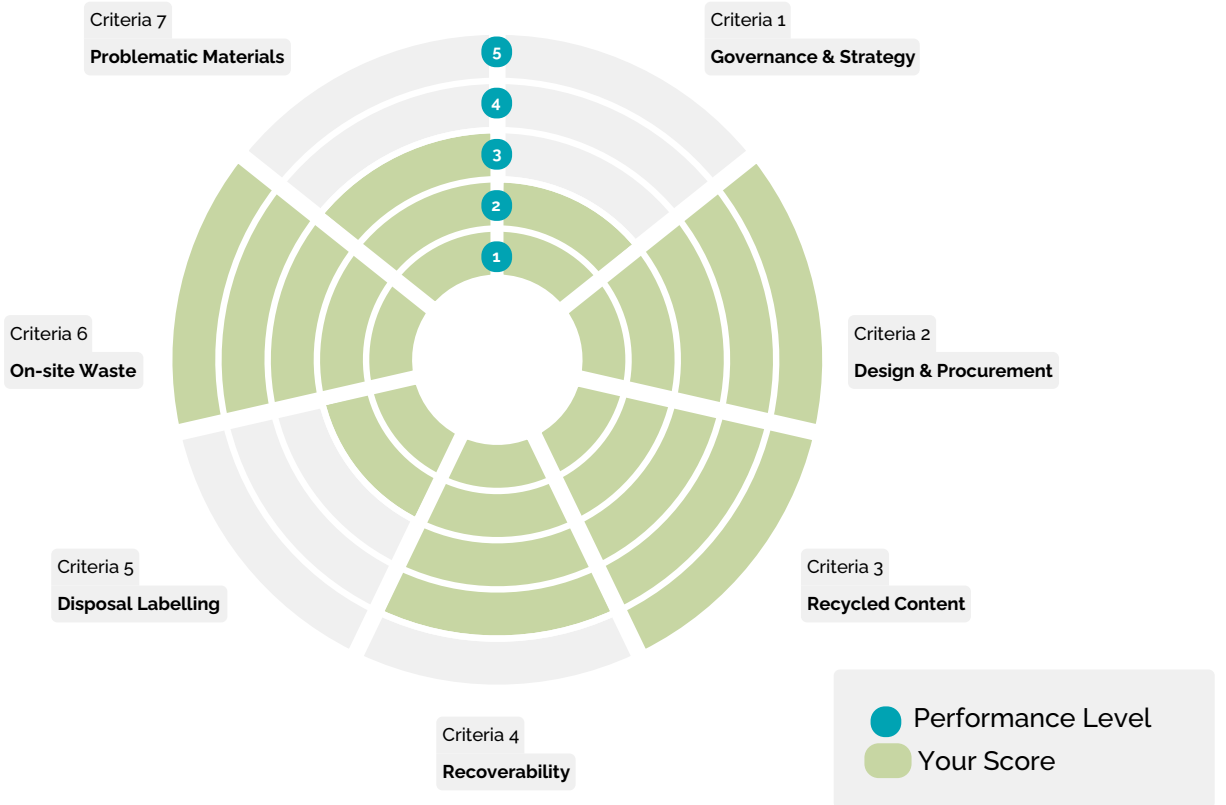 Criteria 7
Problematic Materials
Criteria 1
Governance & Strategy
5
4
3
2
1
Criteria 6
On-site Waste
Criteria 2
Design & Procurement
Criteria 5
Disposal Labelling
Criteria 3
Recycled Content
Criteria 4
Recoverability
Performance Level
Your Score